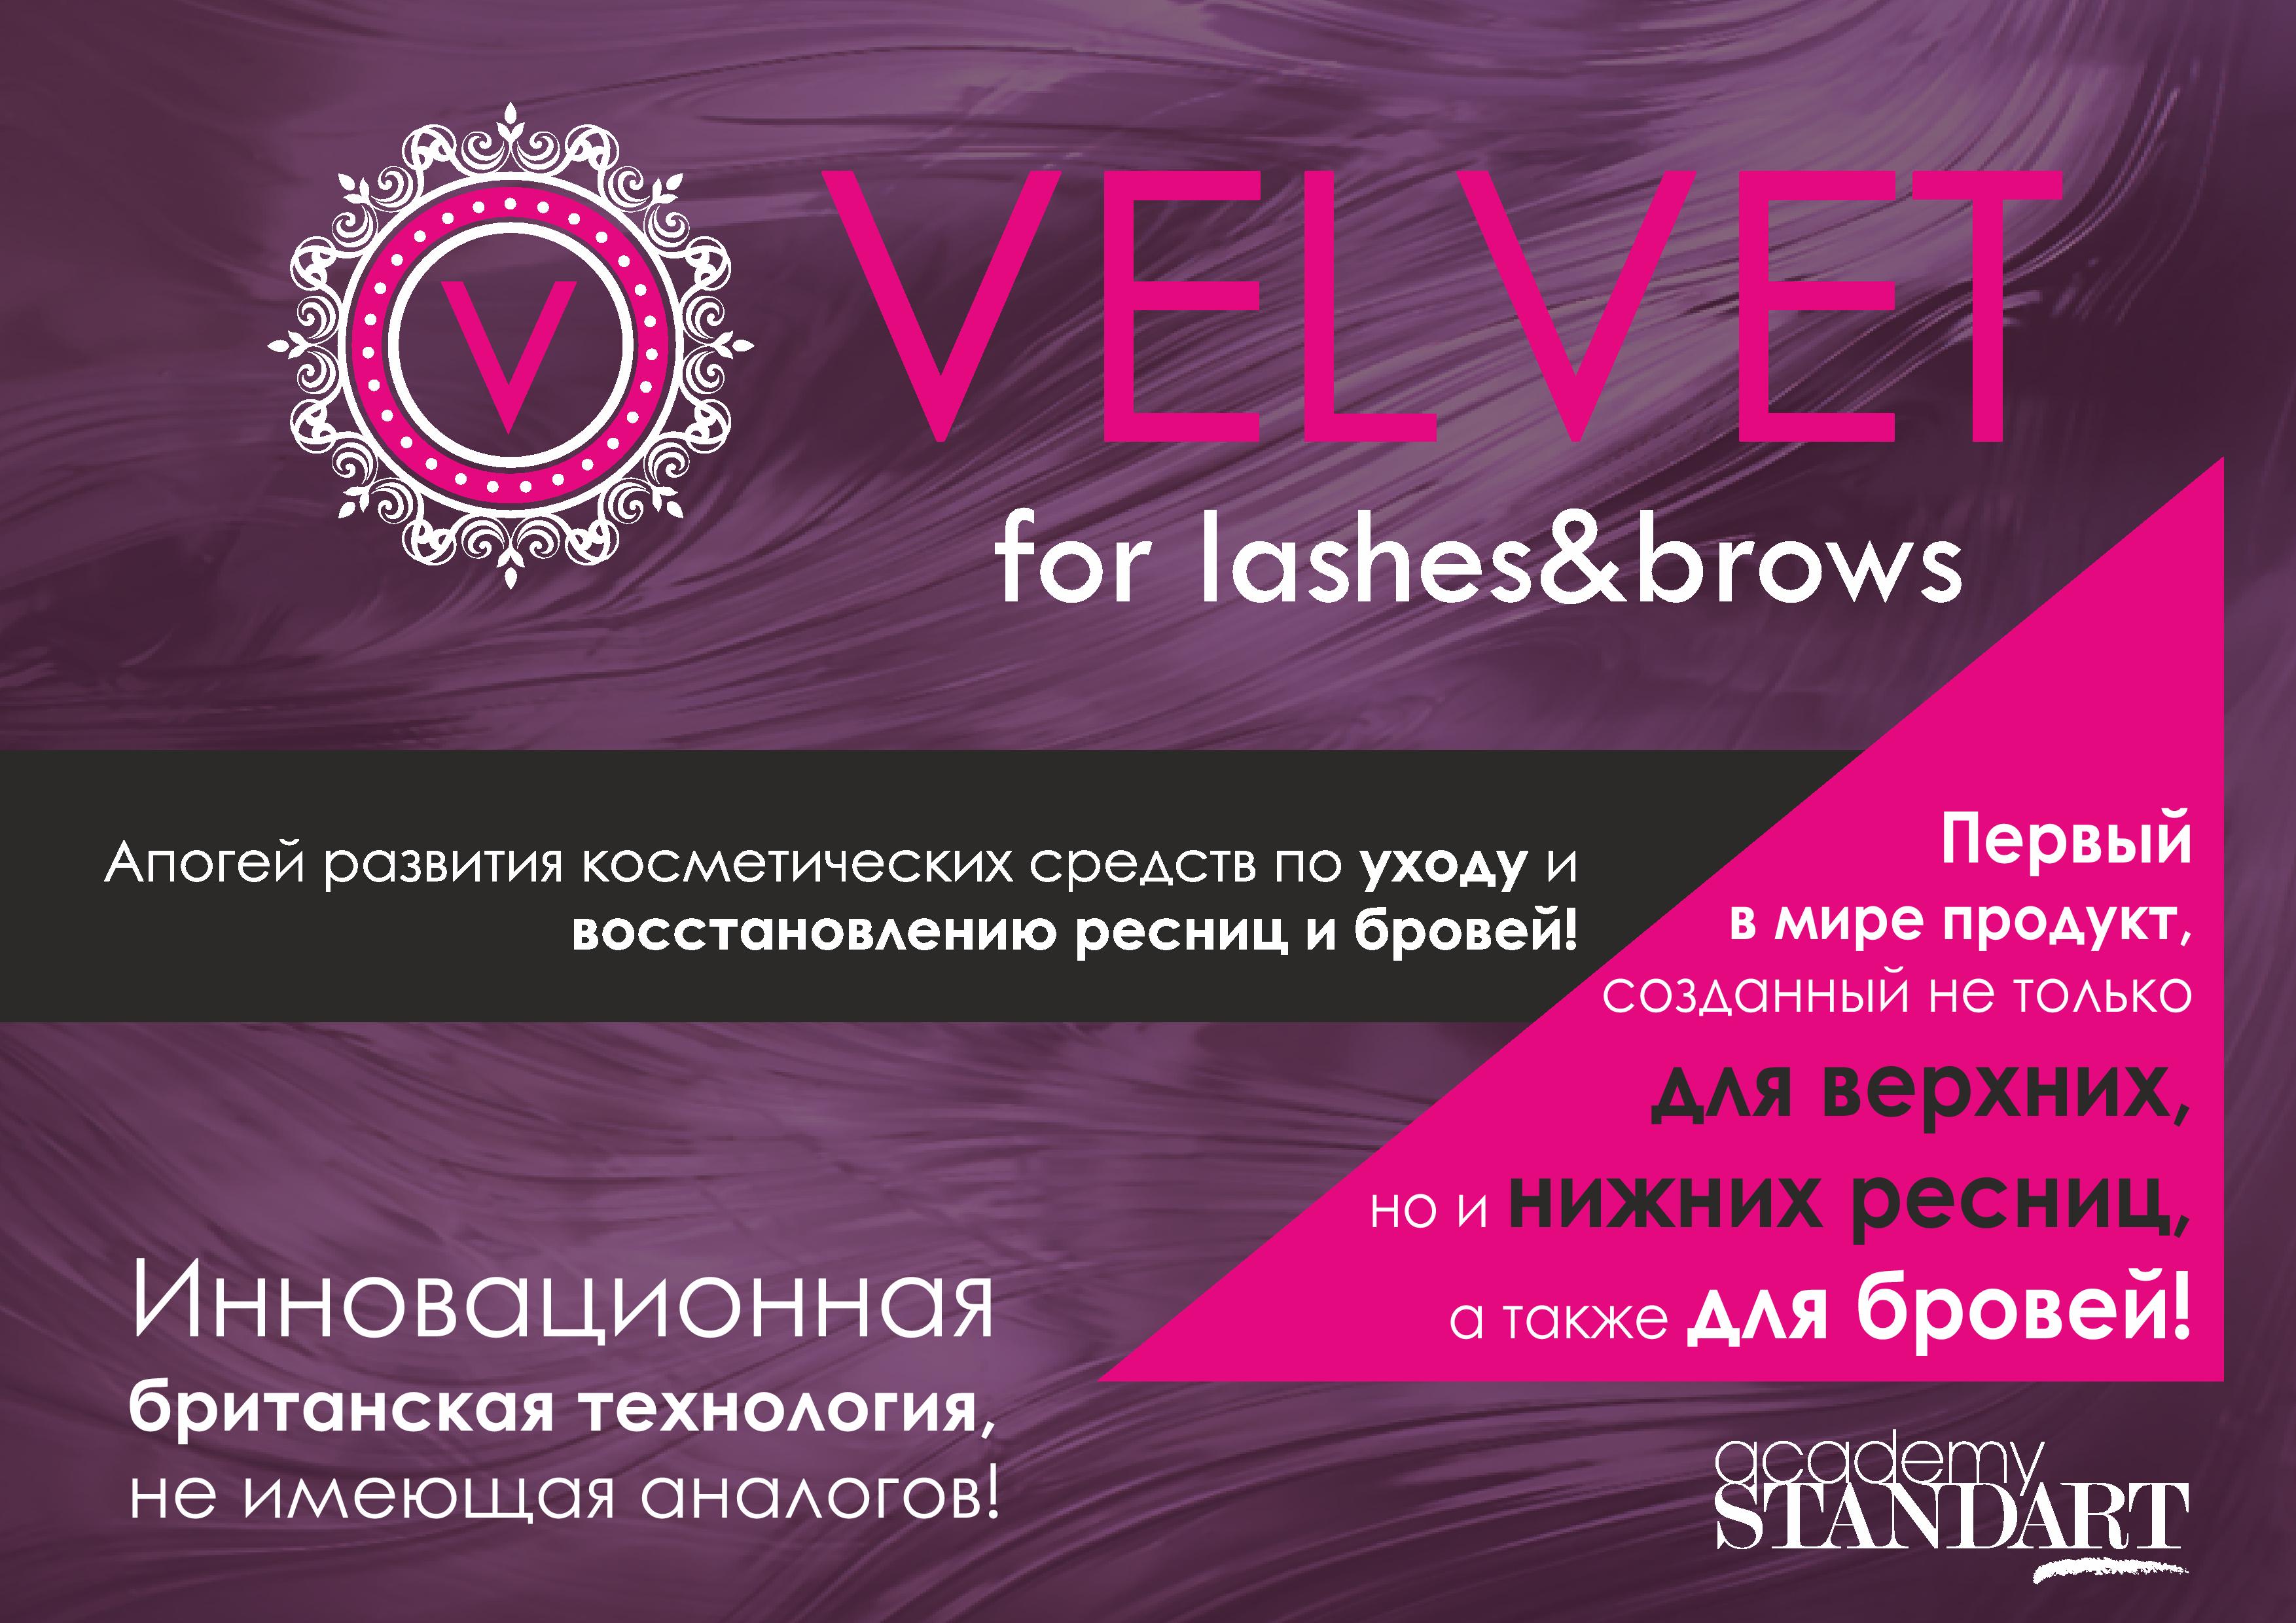 V
VELVET
for lashes&brows
Апогей развития косметических средств по уходу и
восстановлению ресниц и бровей!
Первый
в мире продукт,
созданный не только
для верхних,
но и нижних ресниц,
а также для бровей!
Инновационная
британская технология,
не имеющая аналогов!
academy
STANDART